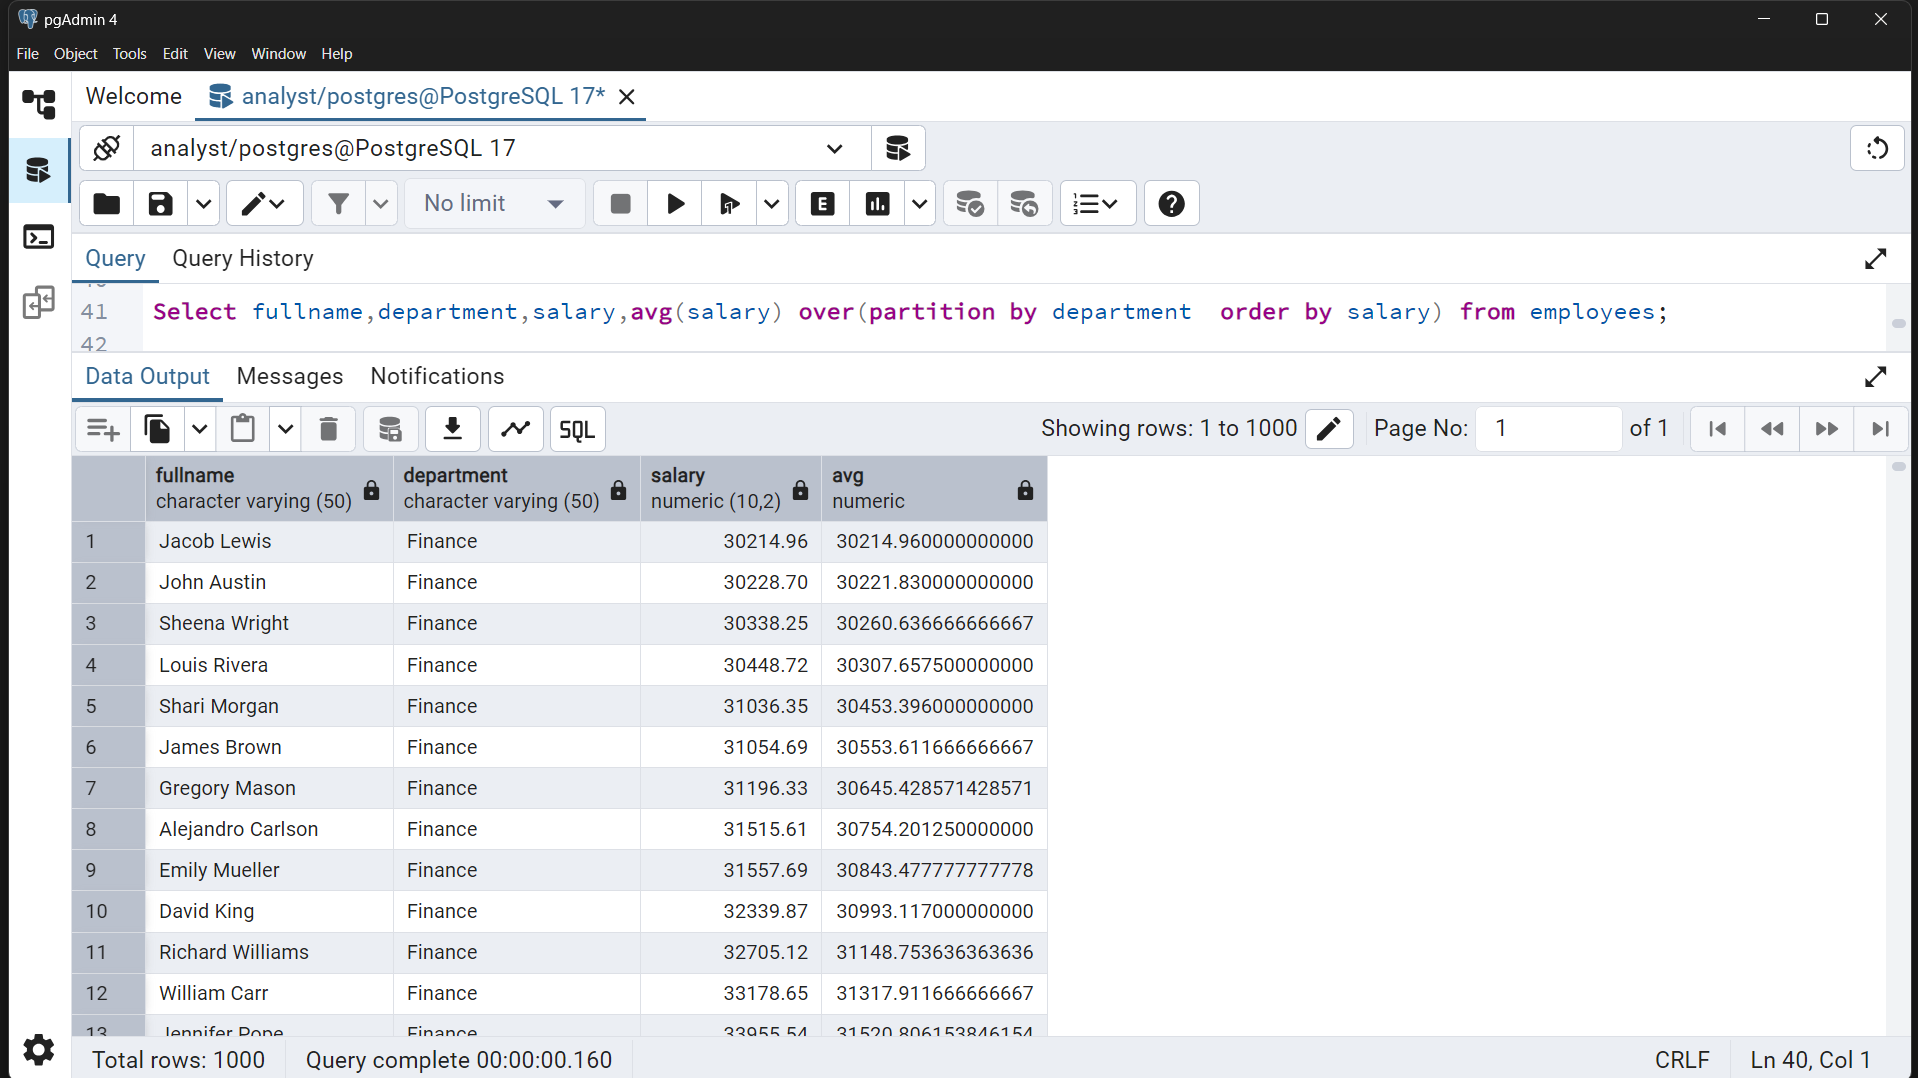 pgAdmin 4
File Object Tools Edit View Window Help
Welcome analyst/postgres@PostgreSQL 17*
analyst/postgres@PostgreSQL 17
No limit
E
Query Query History
41 Select fullname,department,salary,avg(salary) over(partition by department  order by salary) from employees;
42
Data Output Messages Notifications
SQL Showing rows: 1 to 1000 Page No: 1 of 1
fullname department salary avg
character varying (50) character varying (50) numeric (10,2) numeric
1 Jacob Lewis Finance 30214.96 30214.960000000000
2 John Austin Finance 30228.70 30221.830000000000
3 Sheena Wright Finance 30338.25 30260.636666666667
4 Louis Rivera Finance 30448.72 30307.657500000000
5 Shari Morgan Finance 31036.35 30453.396000000000
6 James Brown Finance 31054.69 30553.611666666667
7 Gregory Mason Finance 31196.33 30645.428571428571
8 Alejandro Carlson Finance 31515.61 30754.201250000000
9 Emily Mueller Finance 31557.69 30843.477777777778
10 David King Finance 32339.87 30993.117000000000
11 Richard Williams Finance 32705.12 31148.753636363636
12 William Carr Finance 33178.65 31317.911666666667
13 Jennifer Pope Finance 33955.54 31520.806153846154
Total rows: 1000 Query complete 00:00:00.160 CRLF Ln 40, Col 1